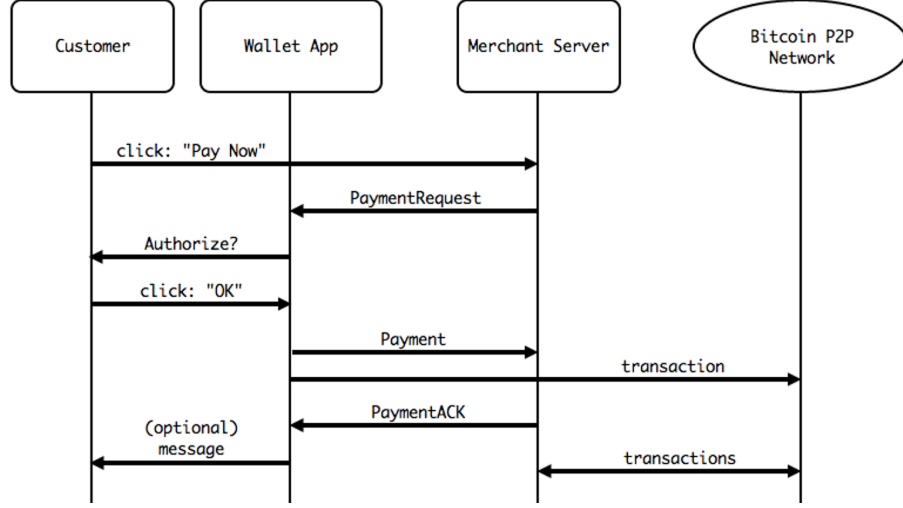 Customer
Wallet App
Merchant Server
Bitcoin P2P
Network
click: "Pay Now"
PaymentRequest
Authorize?
click: "OK"
Payment
transaction
PaymentACK
(optional)
message
transactions